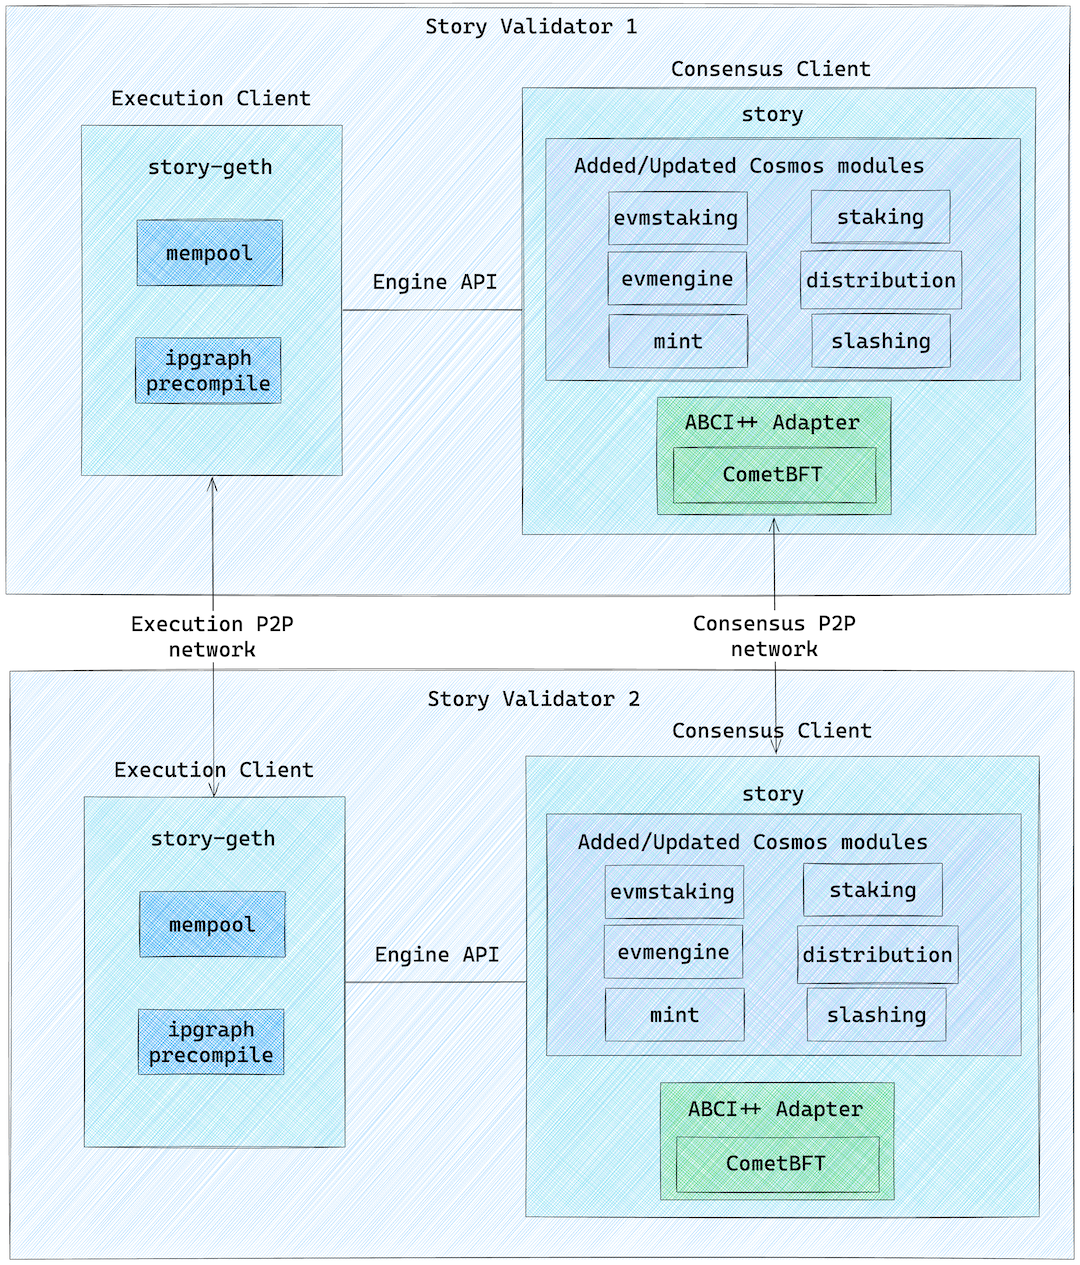 Story Validator 1
Execution Client
story-geth
mempool
ipgraph
precompile
Engine API
Consensus Client
story
Added/Updated Cosmos modules
evmstaking
staking
evmengine
distribution
mint
slashing
ABCI++ Adapter
CometBFT
Execution P2P
network
Consensus P2P
network
Story Validator 2
Execution Client
story-geth
mempool
ipgraph
precompile
Engine API
Consensus Client
story
Added/Updated Cosmos modules
evmstaking
staking
evmengine
distribution
mint
slashing
ABCI++ Adapter
CometBFT